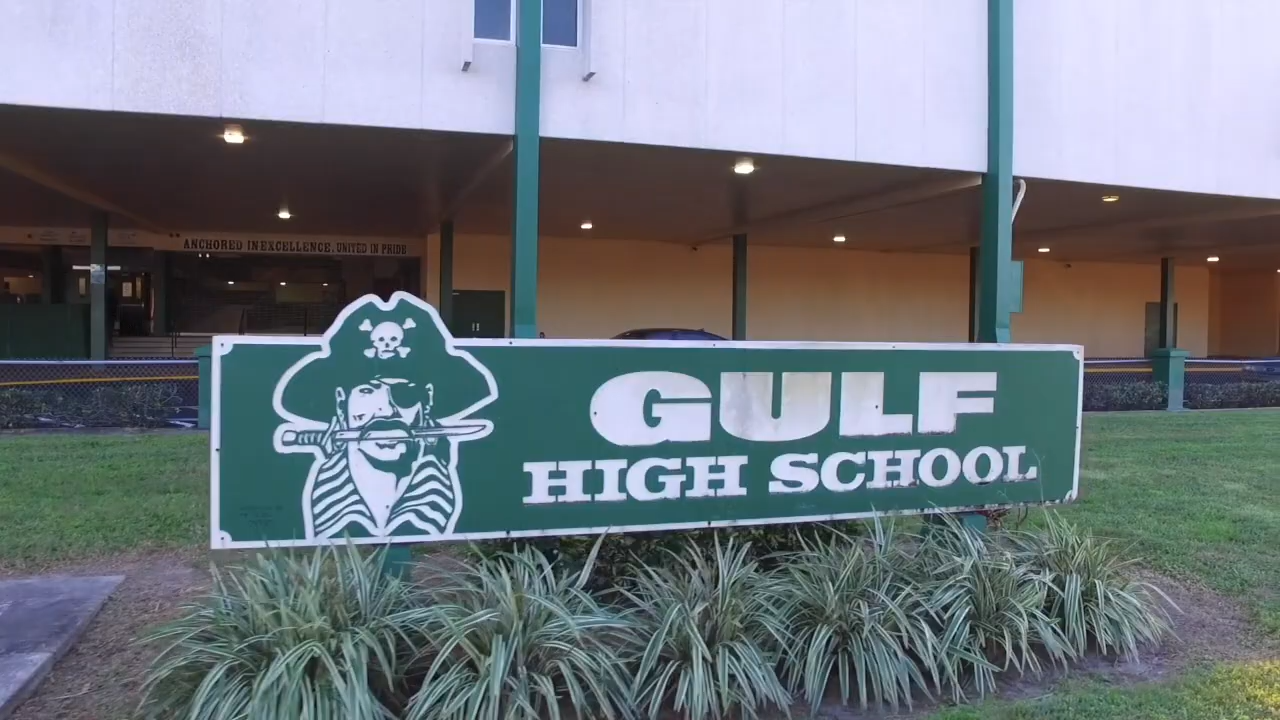 ANCHORED IN EXCELLENCE, UNITED IN PRIDE
GULF
HIGH SCHOOL